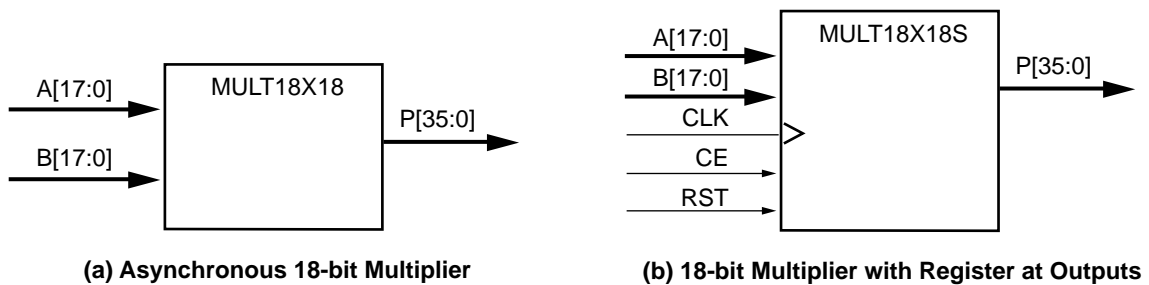 MULT18X18
A[17:0]
B[17:0]
P[35:0]
(a) Asynchronous 18-bit Multiplier
MULT18X18S
A[17:0]
B[17:0]
CLK
CE
RST
P[35:0]
(b) 18-bit Multiplier with Register at Outputs